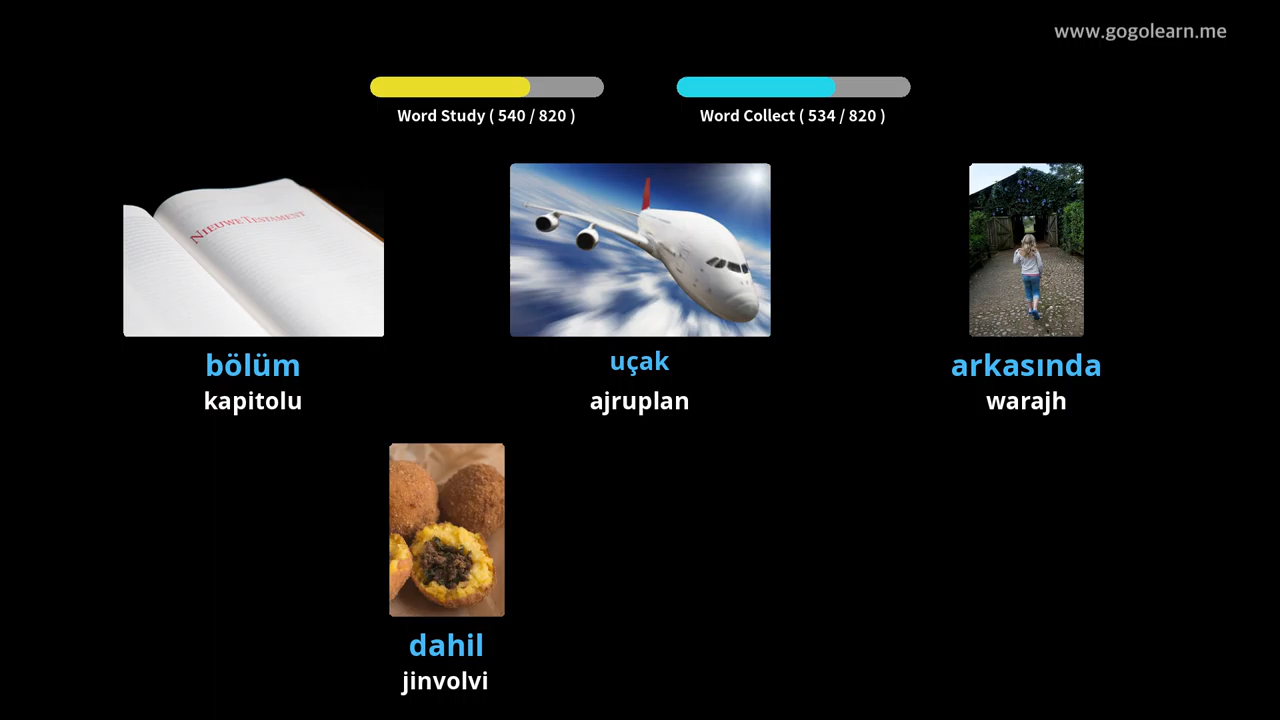 www.gogolearn.me
Word Study ( 540 / 820 )
Word Collect ( 534 / 820 )
NIEUWE TESTAMENT
bölüm
kapitolu
uçak
ajruplan
arkasında
warajh
dahil
jinvolvi